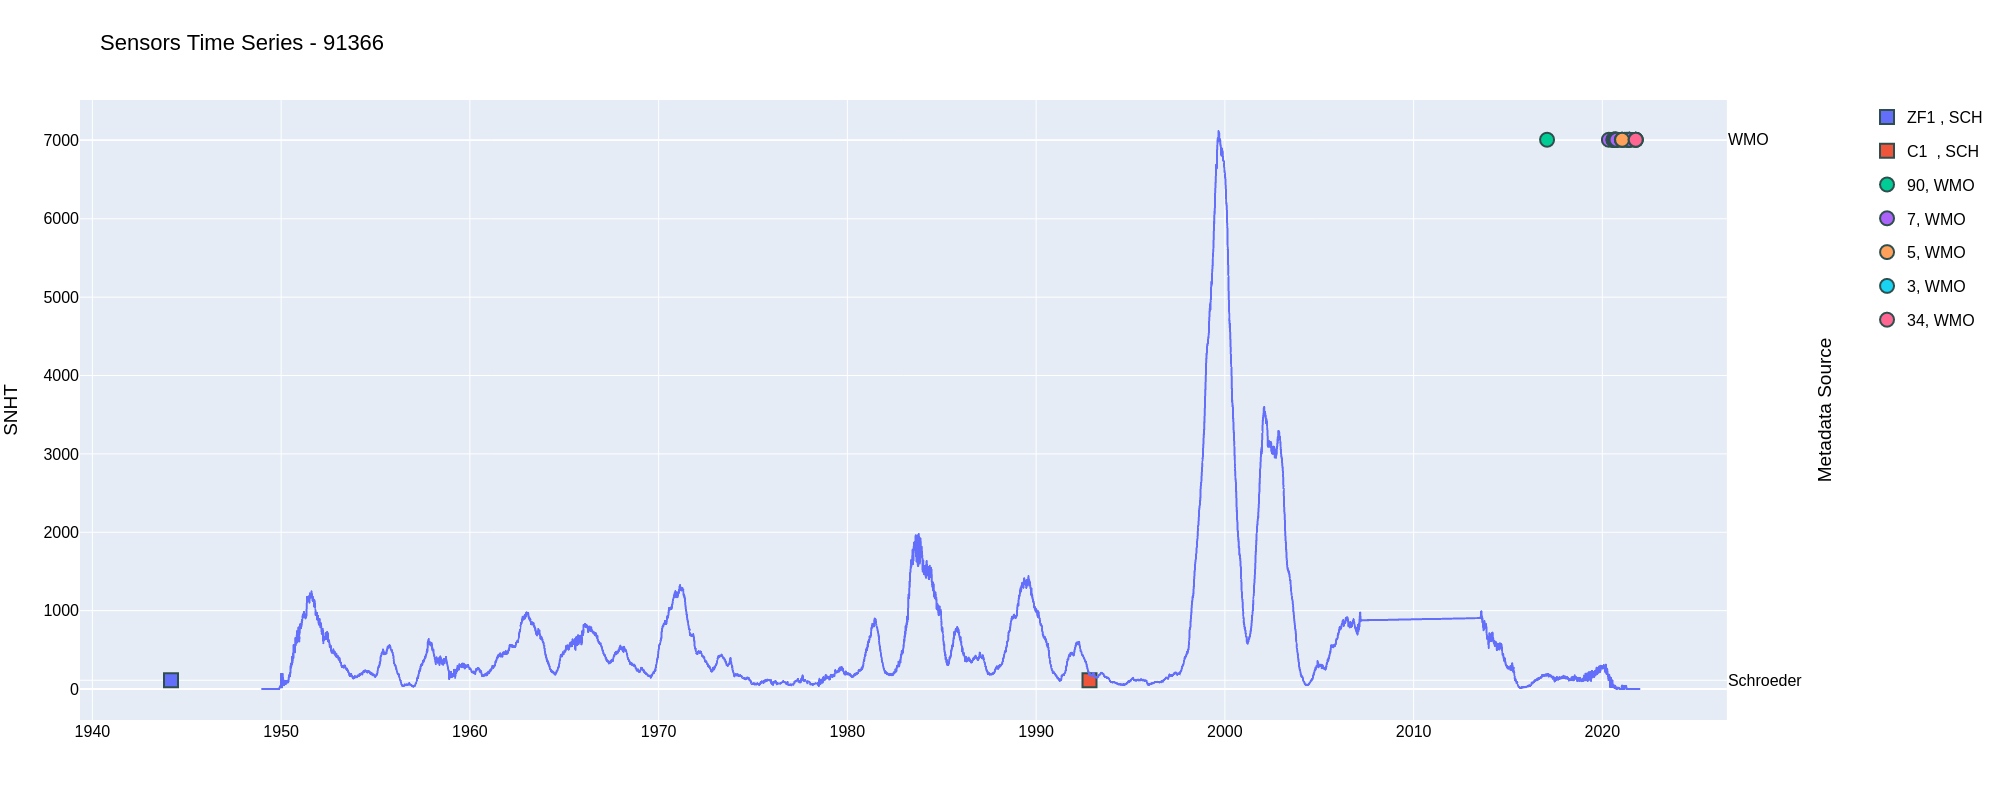 Sensors Time Series - 91366
SNHT
7000
6000
5000
4000
3000
2000
1000
0
1940
1950
1960
1970
1980
1990
2000
2010
2020
WMO
Schroeder
Metadata Source
ZF1 , SCH
C1  , SCH
90, WMO
7, WMO
5, WMO
3, WMO
34, WMO